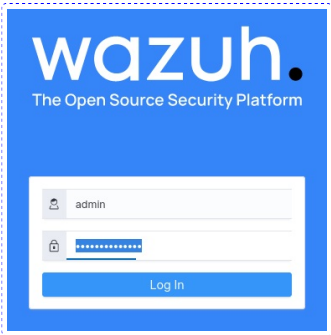 wazuh.
The Open Source Security Platform
admin
••••••••••••••
Log In